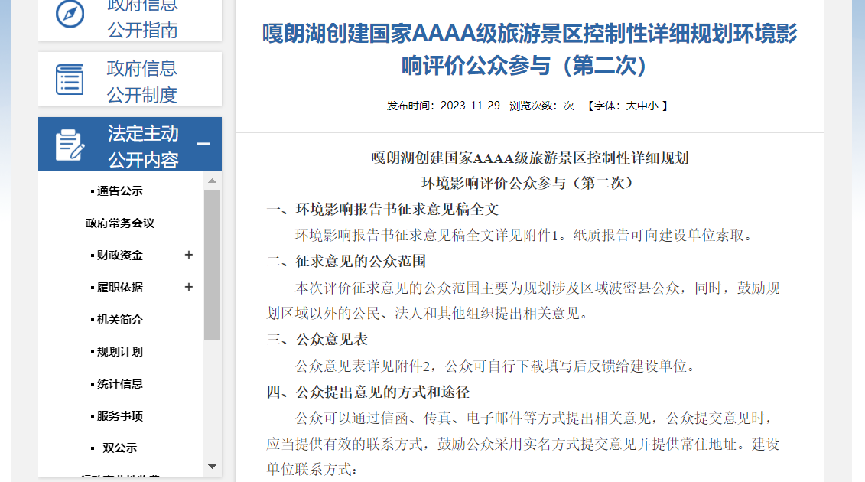 政府信息
公开指南
政府信息
公开制度
法定主动
公开内容
▪ 通告公示
政府常务会议
▪ 财政资金 +
▪ 履职依据 +
▪ 机关简介
▪ 规划计划
▪ 统计信息
▪ 服务事项
▪ 双公示
嘎朗湖创建国家AAAA级旅游景区控制性详细规划环境影
响评价公众参与（第二次）
发布时间：2023-11-29 浏览次数：次 【字体：大中小 】
嘎朗湖创建国家AAAA级旅游景区控制性详细规划
环境影响评价公众参与（第二次）
一、环境影响报告书征求意见稿全文
环境影响报告书征求意见稿全文详见附件1。纸质报告可向建设单位索取。
二、征求意见的公众范围
本次评价征求意见的公众范围主要为规划涉及区域波密县公众，同时，鼓励规
划区域以外的公民、法人和其他组织提出相关意见。
三、公众意见表
公众意见表详见附件2，公众可自行下载填写后反馈给建设单位。
四、公众提出意见的方式和途径
公众可以通过信函、传真、电子邮件等方式提出相关意见，公众提交意见时，
应当提供有效的联系方式，鼓励公众采用实名方式提交意见并提供常住地址。建设
单位联系方式：